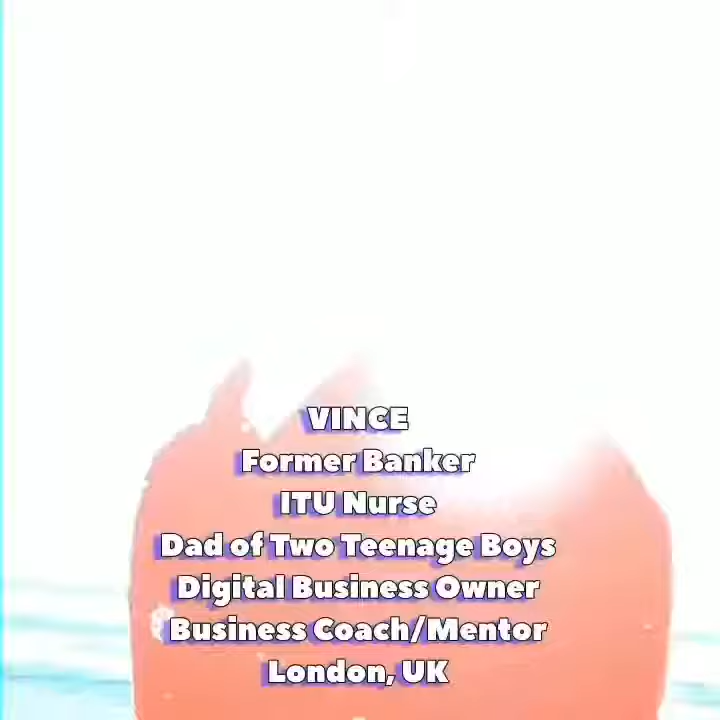 VINCE
Former Banker
ITU Nurse
Dad of Two Teenage Boys
Digital Business Owner
Business Coach/Mentor
London, UK